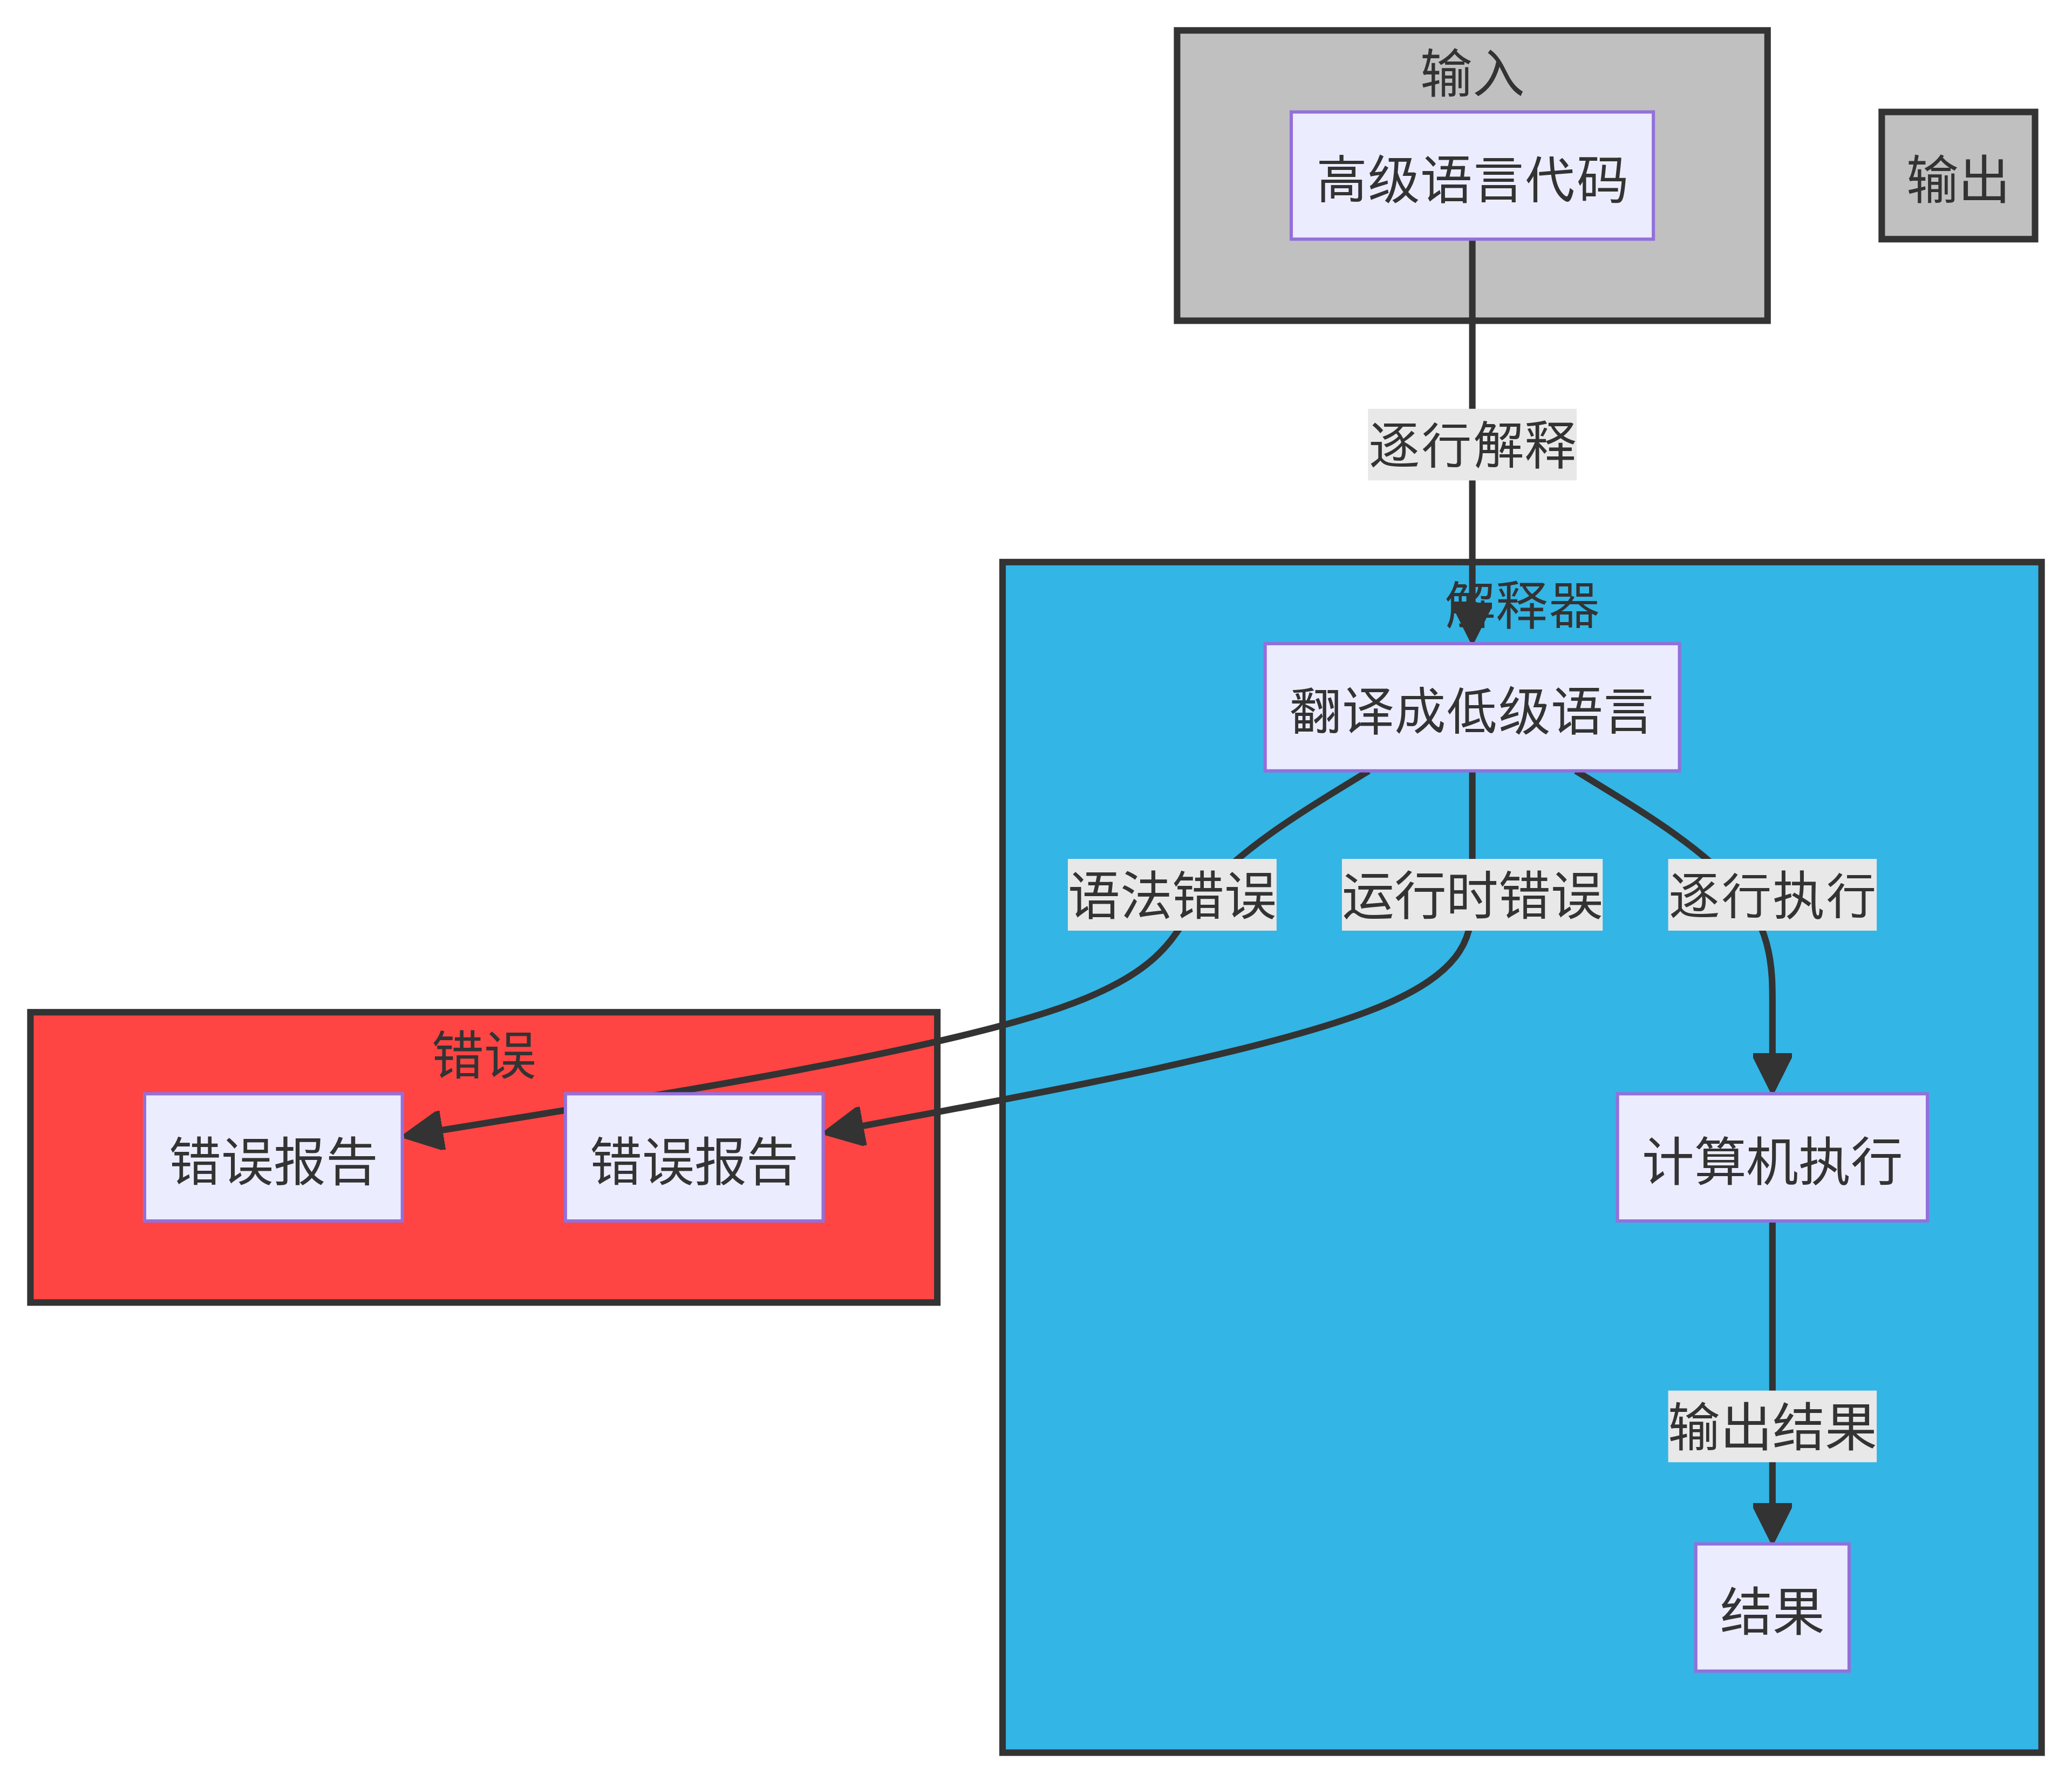 输入
高级语言代码
输出
逐行解释
解释器
翻译成低级语言
语法错误
运行时错误
逐行执行
错误
错误报告
错误报告
计算机执行
输出结果
结果